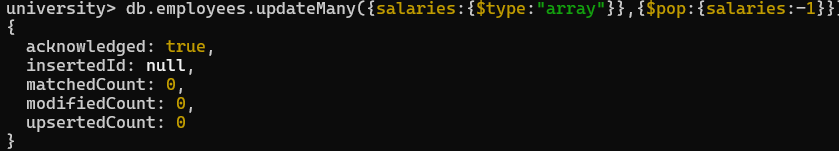 university> db.employees.updateMany({salaries:{$type:"array"}},{$pop:{salaries:-1}})
{
  acknowledged: true,
  insertedId: null,
  matchedCount: 0,
  modifiedCount: 0,
  upsertedCount: 0
}